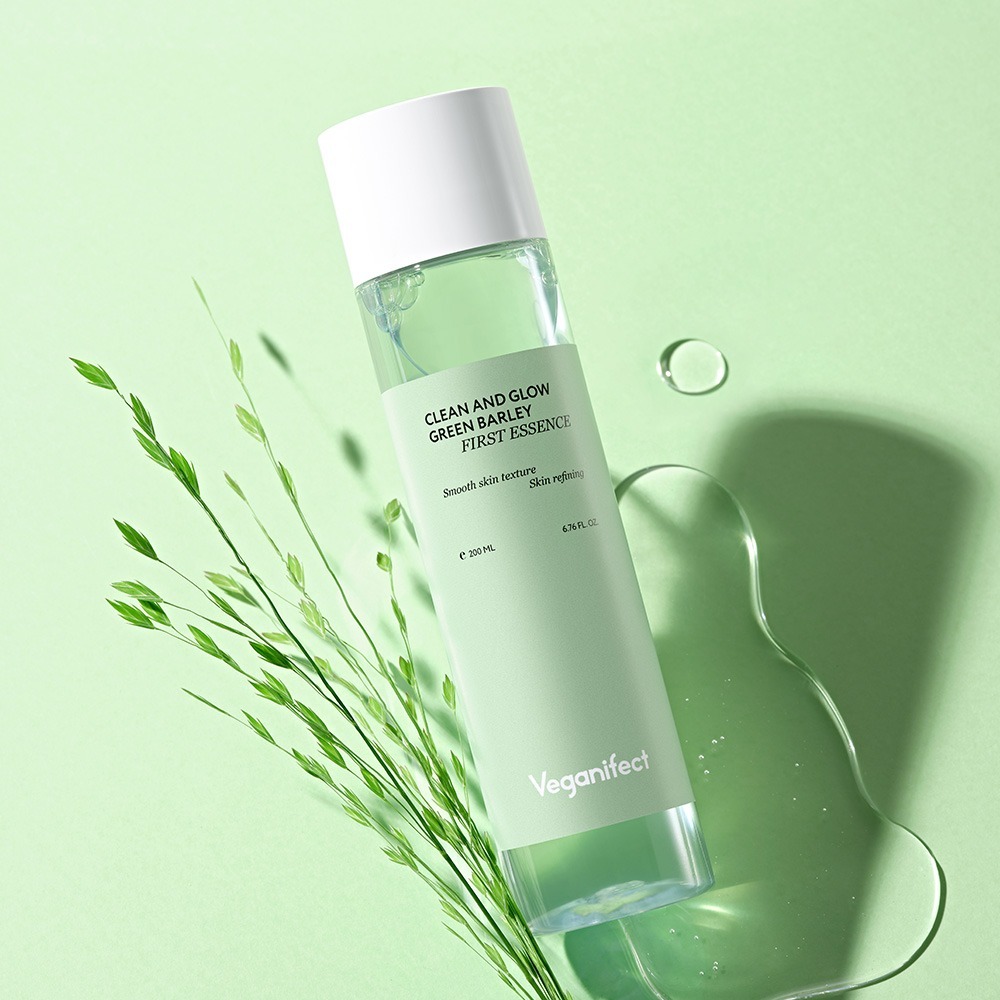 CLEAN AND GLOW
GREEN BARLEY
FIRST ESSENCE
Smooth skin texture
Skin refining
6.76 FL.OZ.
e 200 ML
Veganifect